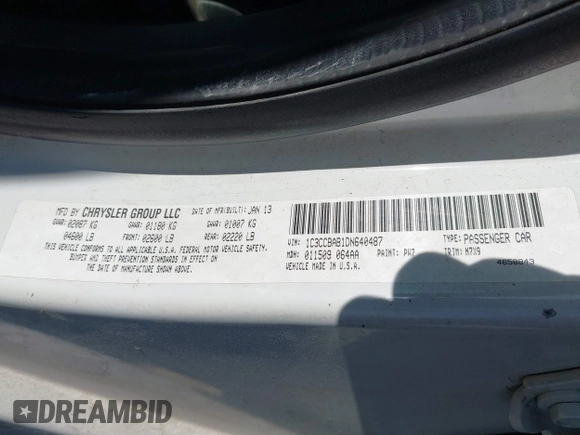 MFD BY CHRYSLER GROUP LLC DATE OF MFR(BUILT): JAN 13
GVWR: 02087 KG GAWR: 01180 KG GAWR: 01007 KG
04600 LB FRONT: 02600 LB REAR: 02220 LB
THIS VEHICLE CONFORMS TO ALL APPLICABLE U.S.A. FEDERAL MOTOR VEHICLE SAFETY,
BUMPER AND THEFT PREVENTION STANDARDS IN EFFECT ON
THE DATE OF MANUFACTURE SHOWN ABOVE.
VIN: 1C3CCBAB1DN640487 TYPE: PASSENGER CAR
MDH: 011509 064AA PAINT: PW7 TRIM: H7X9
VEHICLE MADE IN U.S.A. 4658843
DREAMBID